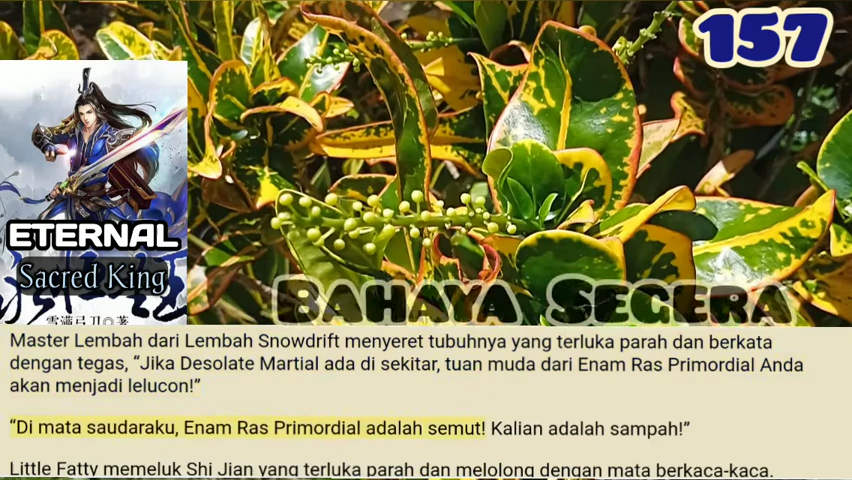 157
ETERNAL
Sacred King
BAHAYA SEGERA
Master Lembah dari Lembah Snowdrift menyeret tubuhnya yang terluka parah dan berkata
dengan tegas, “Jika Desolate Martial ada di sekitar, tuan muda dari Enam Ras Primordial Anda
akan menjadi lelucon!”
“Di mata saudaraku, Enam Ras Primordial adalah semut! Kalian adalah sampah!”
Little Fatty memeluk Shi Jian yang terluka parah dan melolong dengan mata berkaca-kaca.